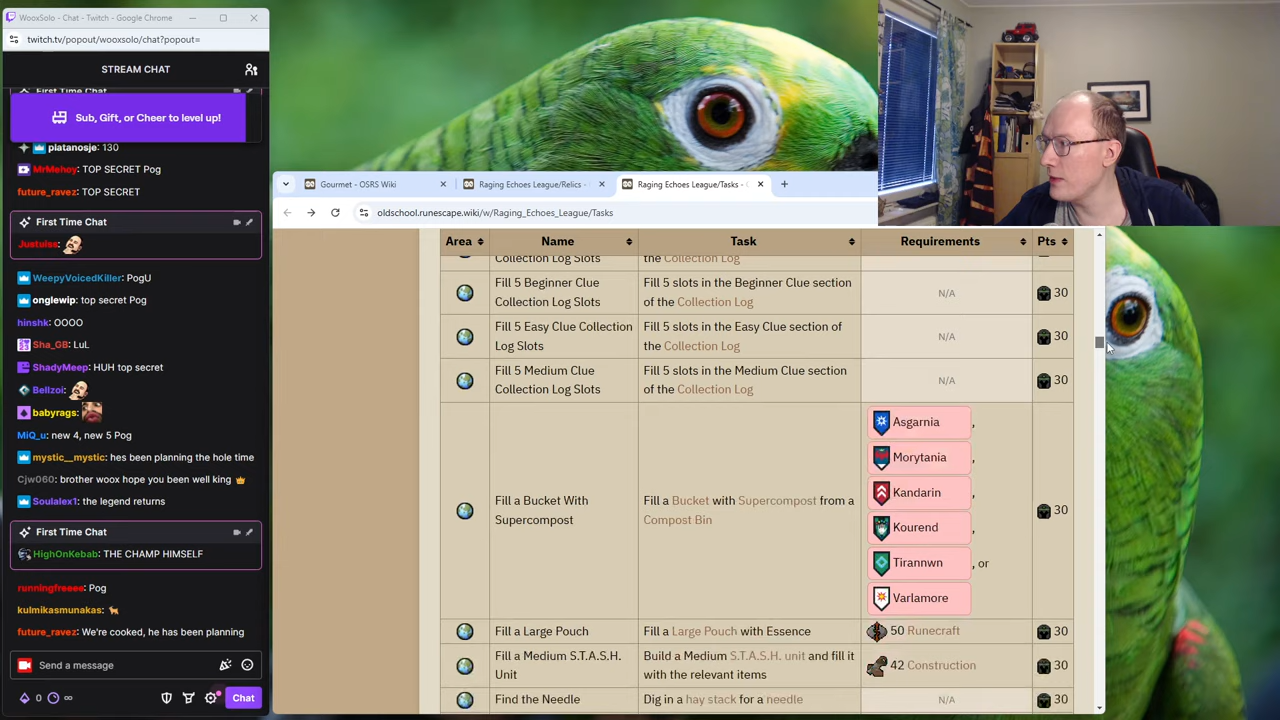 WooxSolo - Chat - Twitch - Google Chrome
twitch.tv/popout/wooxsolo/chat?popout=
STREAM CHAT
First Time Chat
Sub, Gift, or Cheer to level up!
platanosje: 130
MrMehoy: TOP SECRET Pog
future_ravez: TOP SECRET
First Time Chat
Justuiss:
WeepyVoicedKiller: PogU
onglewip: top secret Pog
hinshk: OOOO
Sha_GB: LuL
ShadyMeep: HUH top secret
Bellzoi:
babyrags:
MiQ_u: new 4, new 5 Pog
mystic__mystic: hes been planning the hole time
Cjw060: brother woox hope you been well king
Soulalex1: the legend returns
First Time Chat
HighOnKebab: THE CHAMP HIMSELF
runningfreeee: Pog
kulmikasmunakas:
future_ravez: We're cooked, he has been planning
Send a message
0 ∞
Chat
Gourmet - OSRS Wiki
Raging Echoes League/Relics -
Raging Echoes League/Tasks -
oldschool.runescape.wiki/w/Raging_Echoes_League/Tasks
Area Name Task Requirements Pts
Collection Log Slots the Collection Log
Fill 5 Beginner Clue Collection Log Slots
Fill 5 slots in the Beginner Clue section of the Collection Log
N/A
30
Fill 5 Easy Clue Collection Log Slots
Fill 5 slots in the Easy Clue section of the Collection Log
N/A
30
Fill 5 Medium Clue Collection Log Slots
Fill 5 slots in the Medium Clue section of the Collection Log
N/A
30
Fill a Bucket With Supercompost
Fill a Bucket with Supercompost from a Compost Bin
Asgarnia,
Morytania,
Kandarin,
Kourend,
Tirannwn, or
Varlamore
30
Fill a Large Pouch
Fill a Large Pouch with Essence
50 Runecraft
30
Fill a Medium S.T.A.S.H. Unit
Build a Medium S.T.A.S.H. unit and fill it with the relevant items
42 Construction
30
Find the Needle
Dig in a hay stack for a needle
N/A
30